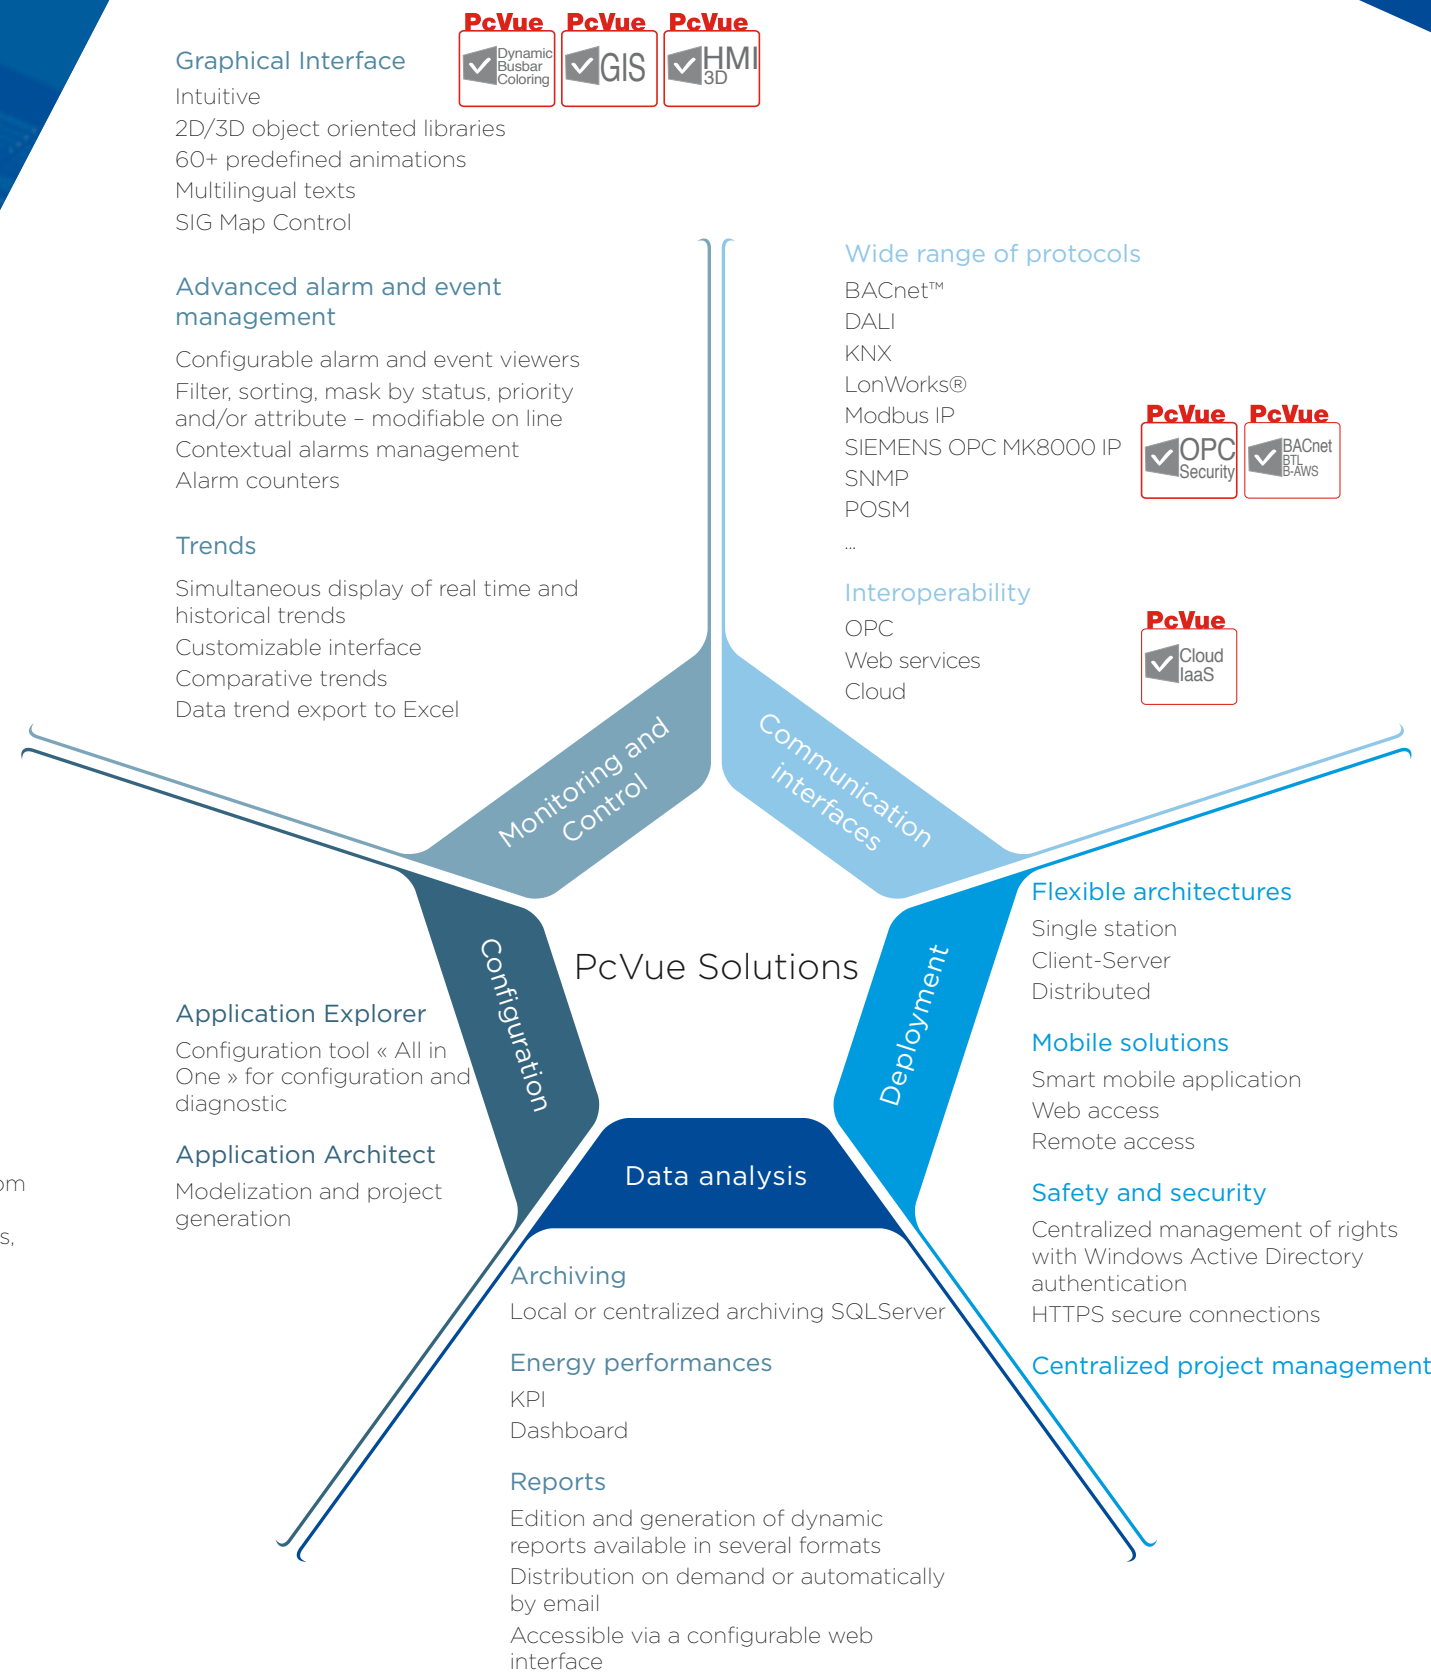 Graphical Interface
Intuitive
2D/3D object oriented libraries
60+ predefined animations
Multilingual texts
SIG Map Control
PcVue
Dynamic
Busbar
Coloring
PcVue
GIS
PcVue
HMI
3D
Advanced alarm and event
management
Configurable alarm and event viewers
Filter, sorting, mask by status, priority
and/or attribute – modifiable on line
Contextual alarms management
Alarm counters
Trends
Simultaneous display of real time and
historical trends
Customizable interface
Comparative trends
Data trend export to Excel
Wide range of protocols
BACnet™
DALI
KNX
LonWorks®
Modbus IP
SIEMENS OPC MK8000 IP
SNMP
POSM
...
PcVue
OPC
Security
PcVue
BACnet
BTL
B-AWS
Interoperability
OPC
Web services
Cloud
PcVue
Cloud
IaaS
Monitoring and
Control
Communication
interfaces
Configuration
PcVue Solutions
Deployment
Data analysis
Flexible architectures
Single station
Client-Server
Distributed
Mobile solutions
Smart mobile application
Web access
Remote access
Safety and security
Centralized management of rights
with Windows Active Directory
authentication
HTTPS secure connections
Centralized project management
Application Explorer
Configuration tool « All in
One » for configuration and
diagnostic
Application Architect
Modelization and project
generation
om
s,
Archiving
Local or centralized archiving SQLServer
Energy performances
KPI
Dashboard
Reports
Edition and generation of dynamic
reports available in several formats
Distribution on demand or automatically
by email
Accessible via a configurable web
interface